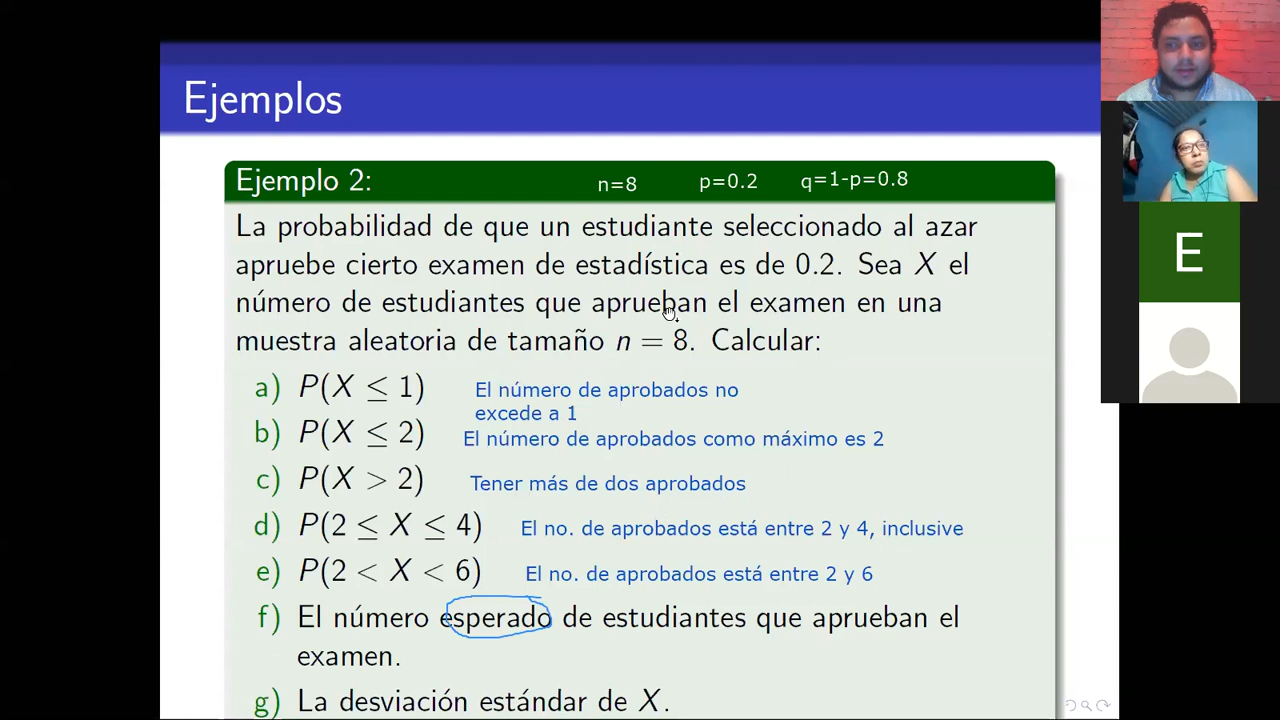 Ejemplos
Ejemplo 2: n=8 p=0.2 q=1-p=0.8
La probabilidad de que un estudiante seleccionado al azar
apruebe cierto examen de estadística es de 0.2. Sea X el
número de estudiantes que aprueban el examen en una
muestra aleatoria de tamaño n = 8. Calcular:
a) P(X ≤ 1) El número de aprobados no
excede a 1
b) P(X ≤ 2) El número de aprobados como máximo es 2
c) P(X > 2) Tener más de dos aprobados
d) P(2 ≤ X ≤ 4) El no. de aprobados está entre 2 y 4, inclusive
e) P(2 < X < 6) El no. de aprobados está entre 2 y 6
f) El número esperado de estudiantes que aprueban el
examen.
g) La desviación estándar de X.
E